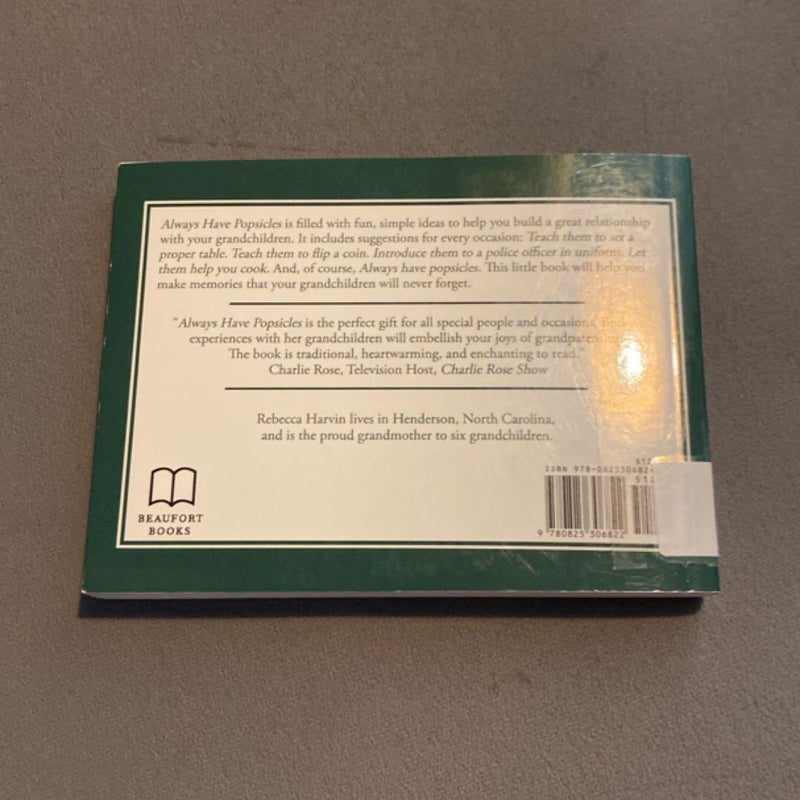 Always Have Popsicles is filled with fun, simple ideas to help you build a great relationship
with your grandchildren. It includes suggestions for every occasion: Teach them to set a
proper table. Teach them to flip a coin. Introduce them to a police officer in uniform. Let
them help you cook. And, of course, Always have popsicles. This little book will help you
make memories that your grandchildren will never forget.
"Always Have Popsicles is the perfect gift for all special people and occasions.
experiences with her grandchildren will embellish your joys of
The book is traditional, heartwarming, and enchanting to read."
Charlie Rose, Television Host, Charlie Rose Show
Rebecca Harvin lives in Henderson, North Carolina,
and is the proud grandmother to six grandchildren.
BEAUFORT
BOOKS
ISBN 978-082530682-
9 780825 306822